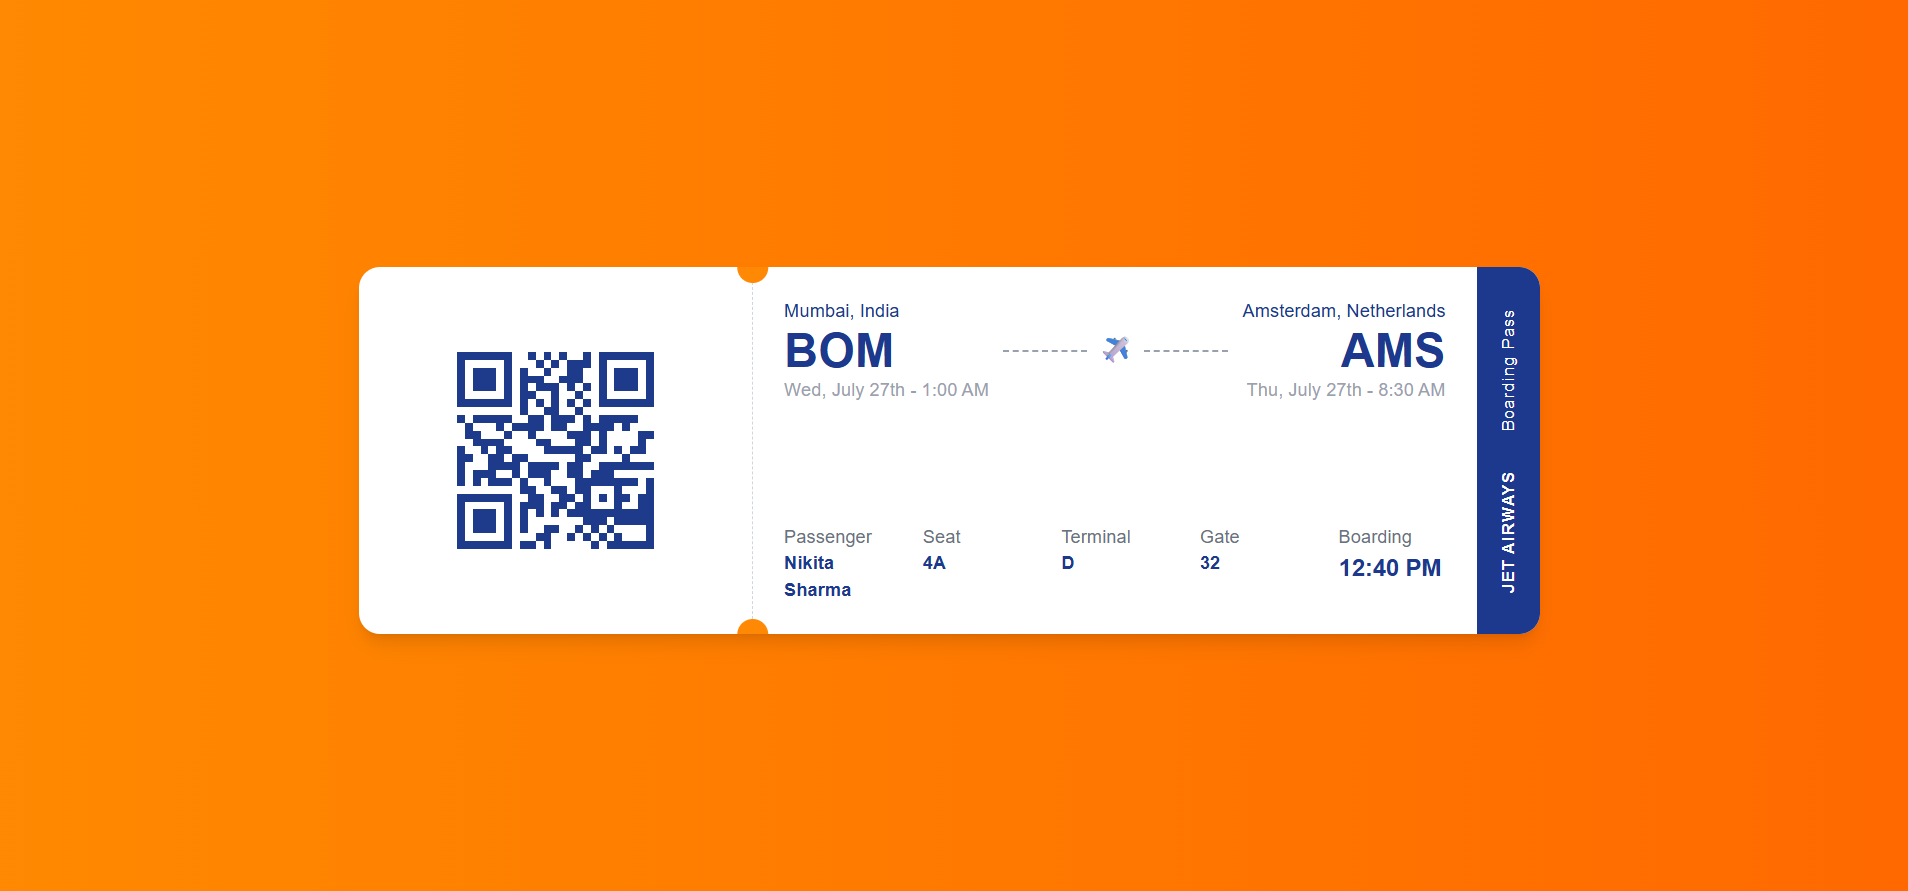 Mumbai, India
BOM
Wed, July 27th - 1:00 AM
Amsterdam, Netherlands
AMS
Thu, July 27th - 8:30 AM
Passenger
Nikita
Sharma
Seat
4A
Terminal
D
Gate
32
Boarding
12:40 PM
JET AIRWAYS
Boarding Pass